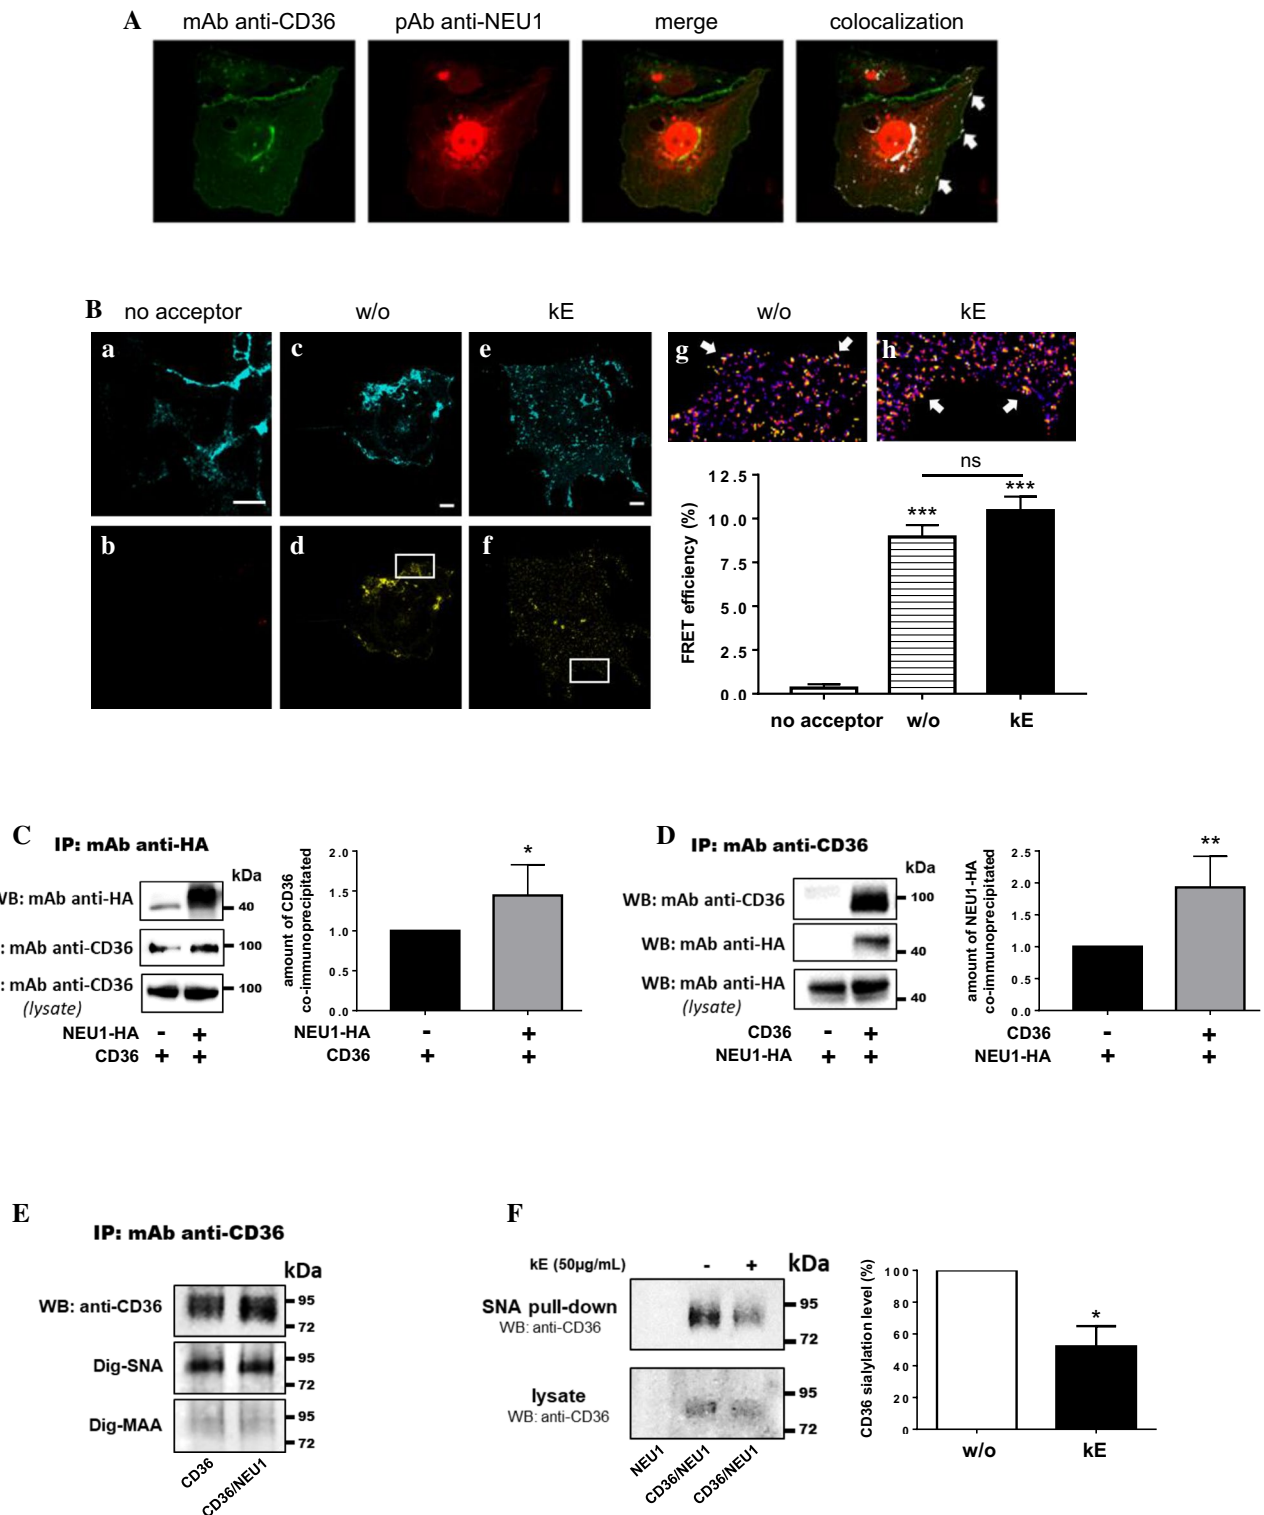 A
mAb anti-CD36 pAb anti-NEU1 merge colocalization
B
no acceptor w/o kE w/o kE
a c e g h
b d f
ns
*** ***
FRET efficiency (%)
12.5
10.0
7.5
5.0
2.5
0.0
no acceptor w/o kE
C
IP: mAb anti-HA
kDa
WB: mAb anti-HA 40
: mAb anti-CD36 100
: mAb anti-CD36 100
(lysate)
NEU1-HA - +
CD36 + +
amount of CD36
co-immunoprecipitated
2.0
1.5
1.0
0.5
0.0
*
NEU1-HA - +
CD36 + +
D
IP: mAb anti-CD36
kDa
WB: mAb anti-CD36 100
WB: mAb anti-HA 40
WB: mAb anti-HA 40
(lysate)
CD36 - +
NEU1-HA + +
amount of NEU1-HA
co-immunoprecipitated
2.5
2.0
1.5
1.0
0.5
0.0
**
CD36 - +
NEU1-HA + +
E
IP: mAb anti-CD36
kDa
WB: anti-CD36 95
72
Dig-SNA 95
72
Dig-MAA 95
72
CD36 CD36/NEU1
F
kE (50µg/mL) - + kDa
SNA pull-down 95
WB: anti-CD36 72
lysate 95
WB: anti-CD36 72
NEU1 CD36/NEU1 CD36/NEU1
CD36 sialylation level (%)
100
80
60
40
20
0
*
w/o kE